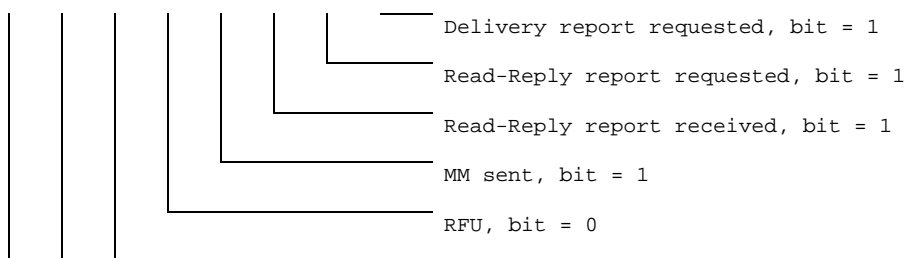 Delivery report requested, bit = 1
Read-Reply report requested, bit = 1
Read-Reply report received, bit = 1
MM sent, bit = 1
RFU, bit = 0